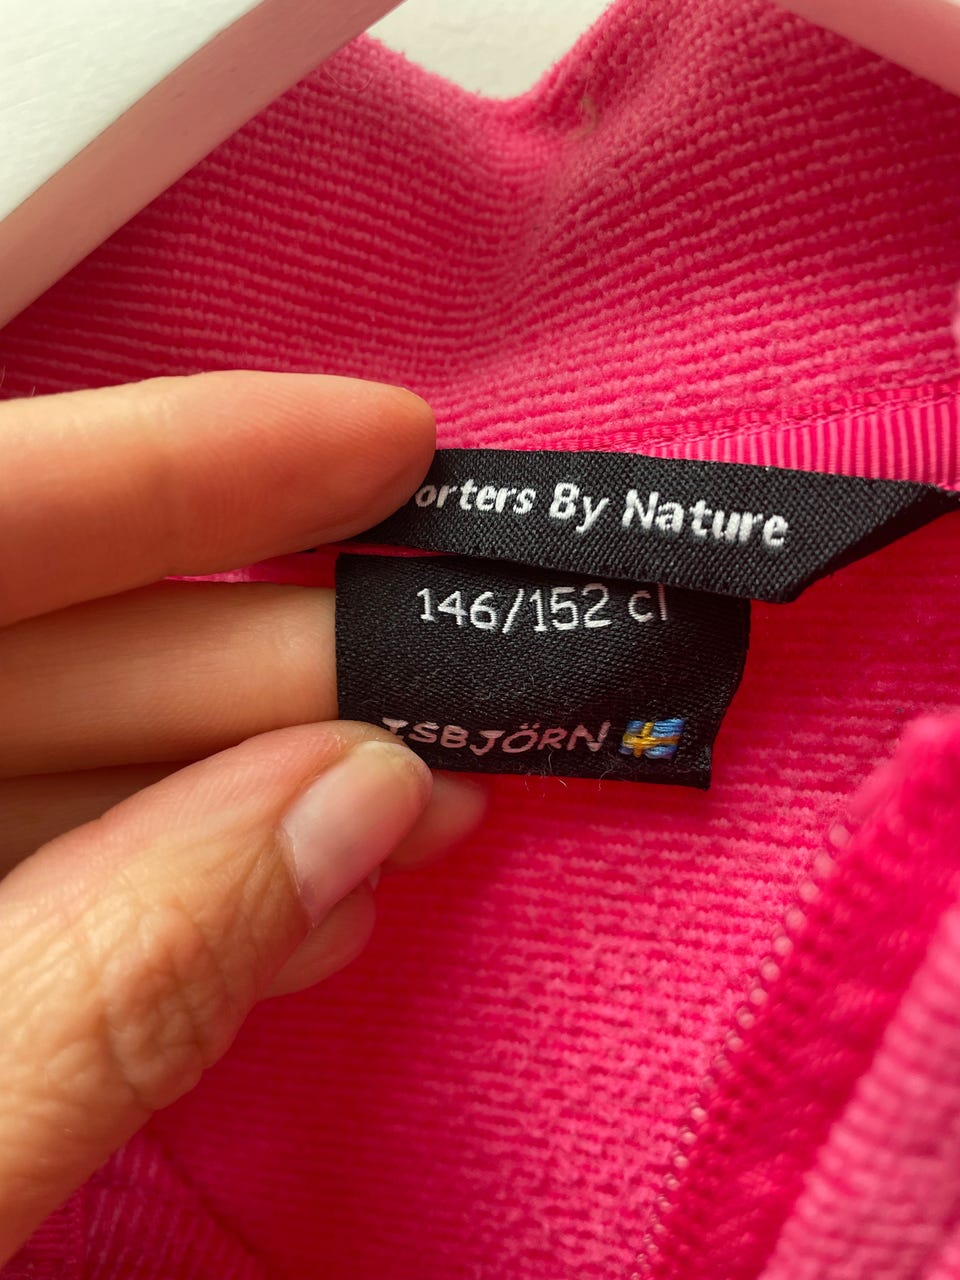 orters By Nature
146/152 cl
ISBJÖRN